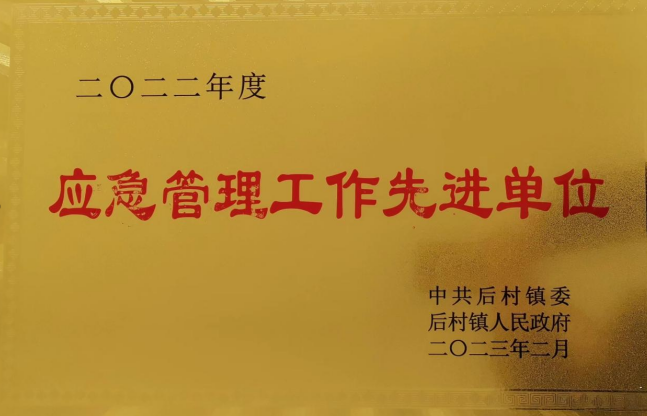 二〇二二年度
应急管理工作先进单位
中共后村镇委
后村镇人民政府
二〇二三年二月